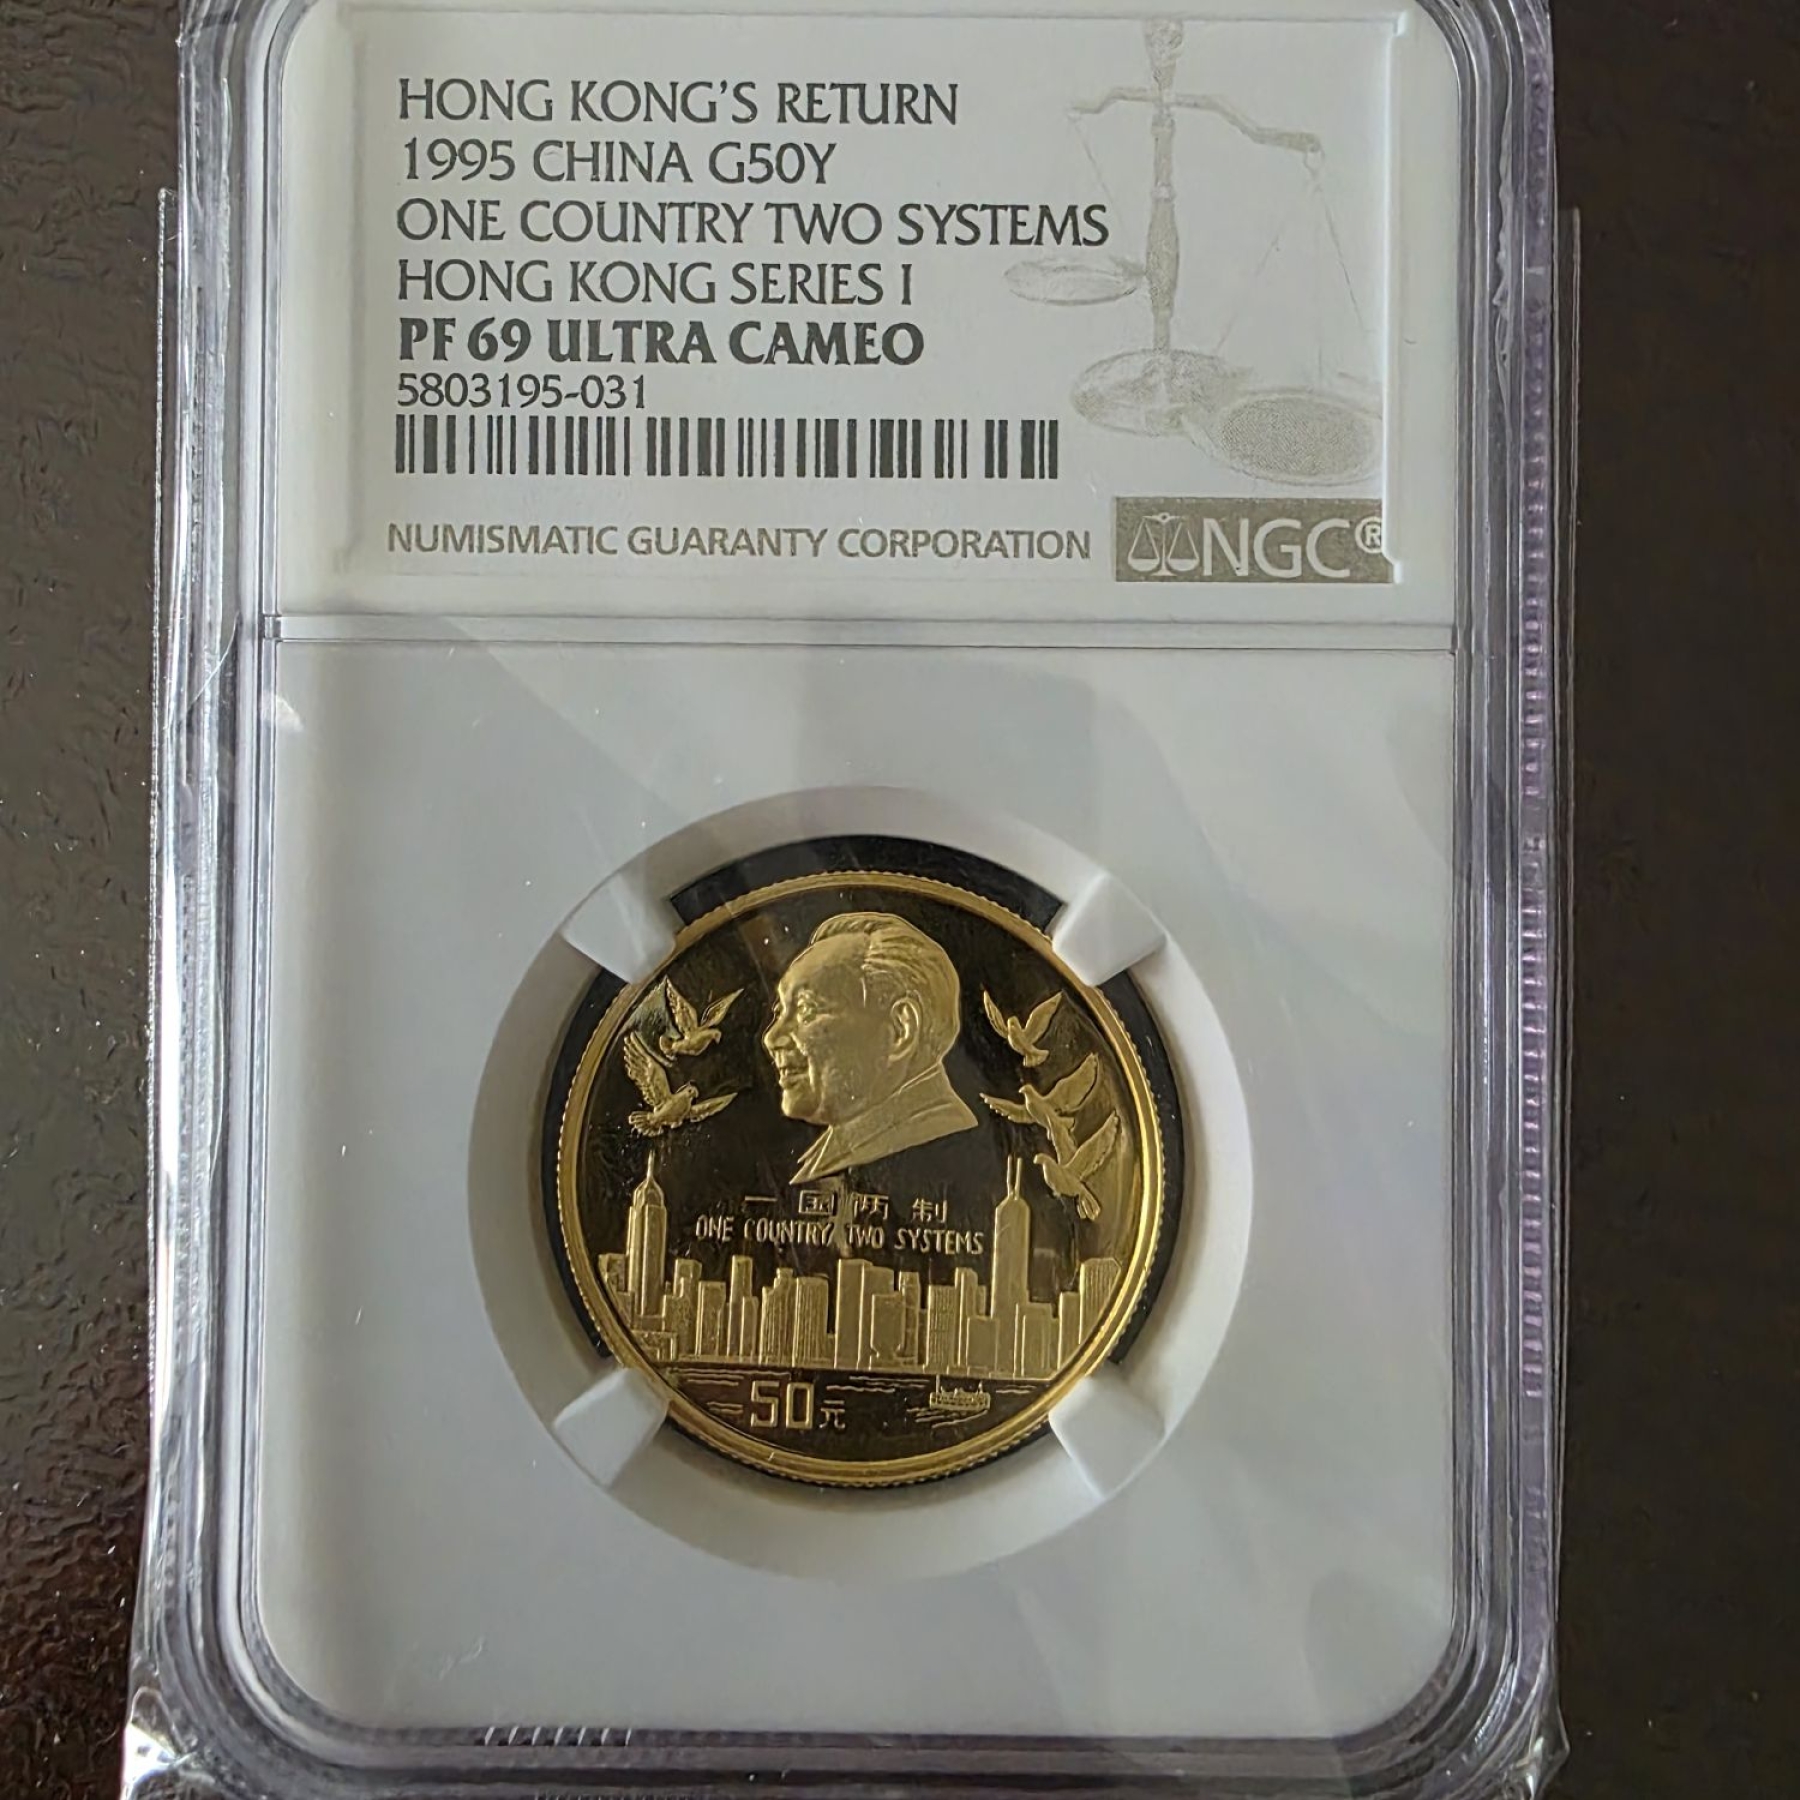 HONG KONG'S RETURN
1995 CHINA G50Y
ONE COUNTRY TWO SYSTEMS
HONG KONG SERIES I
PF 69 ULTRA CAMEO
5803195-031
NUMISMATIC GUARANTY CORPORATION
NGC®
一国两制
ONE COUNTRY TWO SYSTEMS
50元